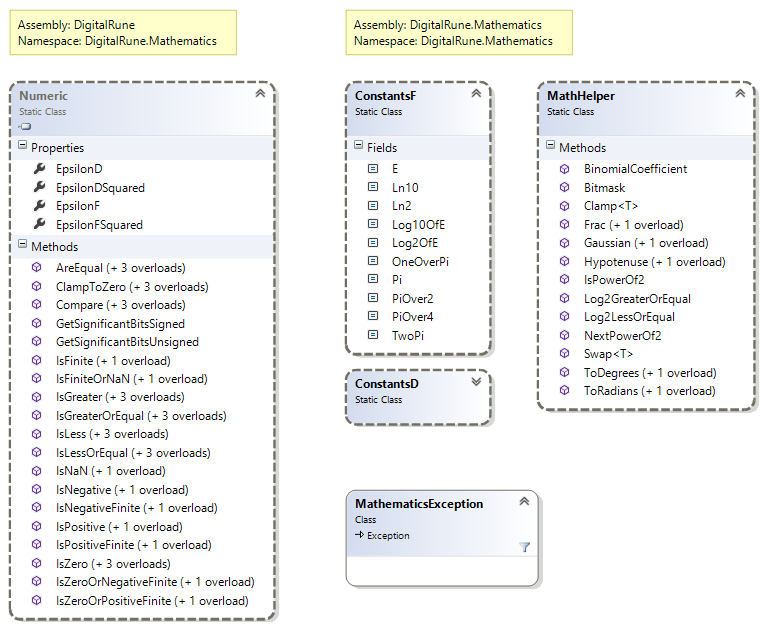 Assembly: DigitalRune
Namespace: DigitalRune.Mathematics
Numeric
Static Class
Properties
EpsilonD
EpsilonDSquared
EpsilonF
EpsilonFSquared
Methods
AreEqual (+ 3 overloads)
ClampToZero (+ 3 overloads)
Compare (+ 3 overloads)
GetSignificantBitsSigned
GetSignificantBitsUnsigned
IsFinite (+ 1 overload)
IsFiniteOrNaN (+ 1 overload)
IsGreater (+ 3 overloads)
IsGreaterOrEqual (+ 3 overloads)
IsLess (+ 3 overloads)
IsLessOrEqual (+ 3 overloads)
IsNaN (+ 1 overload)
IsNegative (+ 1 overload)
IsNegativeFinite (+ 1 overload)
IsPositive (+ 1 overload)
IsPositiveFinite (+ 1 overload)
IsZero (+ 3 overloads)
IsZeroOrNegativeFinite (+ 1 overload)
IsZeroOrPositiveFinite (+ 1 overload)
Assembly: DigitalRune.Mathematics
Namespace: DigitalRune.Mathematics
ConstantsF
Static Class
Fields
E
Ln10
Ln2
Log10OfE
Log2OfE
OneOverPi
Pi
PiOver2
PiOver4
TwoPi
ConstantsD
Static Class
MathematicsException
Class
Exception
MathHelper
Static Class
Methods
BinomialCoefficient
Bitmask
Clamp<T>
Frac (+ 1 overload)
Gaussian (+ 1 overload)
Hypotenuse (+ 1 overload)
IsPowerOf2
Log2GreaterOrEqual
Log2LessOrEqual
NextPowerOf2
Swap<T>
ToDegrees (+ 1 overload)
ToRadians (+ 1 overload)